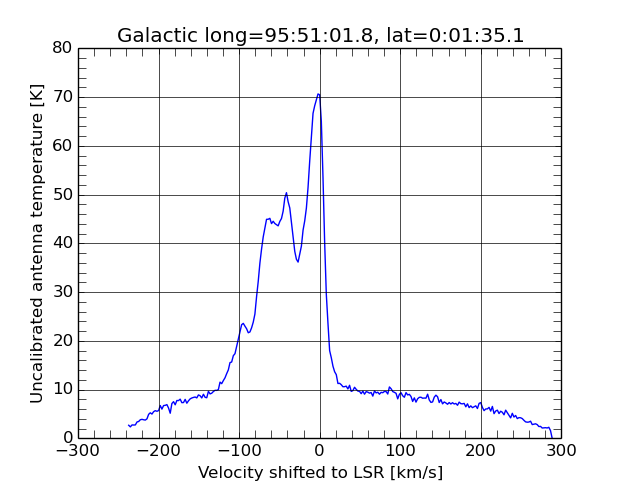 Galactic long=95:51:01.8, lat=0:01:35.1
Uncalibrated antenna temperature [K]
80
70
60
50
40
30
20
10
0
−300 −200 −100 0 100 200 300
Velocity shifted to LSR [km/s]